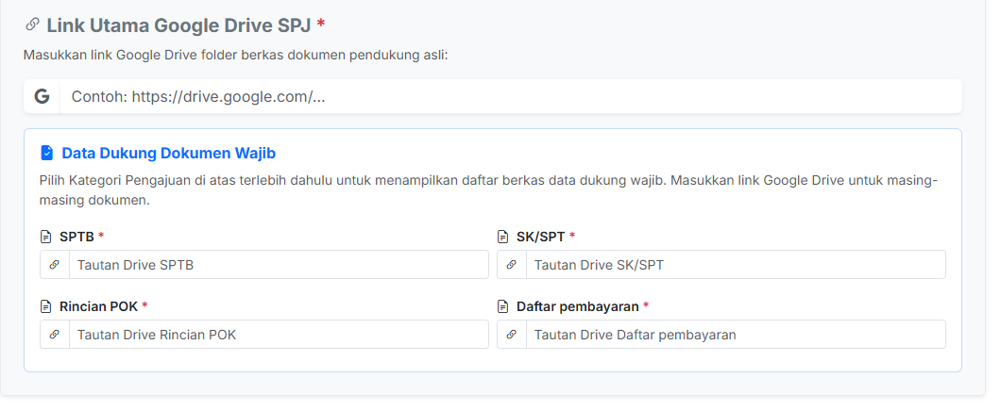 Link Utama Google Drive SPJ *
Masukkan link Google Drive folder berkas dokumen pendukung asli:
G Contoh: https://drive.google.com/...
Data Dukung Dokumen Wajib
Pilih Kategori Pengajuan di atas terlebih dahulu untuk menampilkan daftar berkas data dukung wajib. Masukkan link Google Drive untuk masing-
masing dokumen.
SPTB *
Tautan Drive SPTB
SK/SPT *
Tautan Drive SK/SPT
Rincian POK *
Tautan Drive Rincian POK
Daftar pembayaran *
Tautan Drive Daftar pembayaran